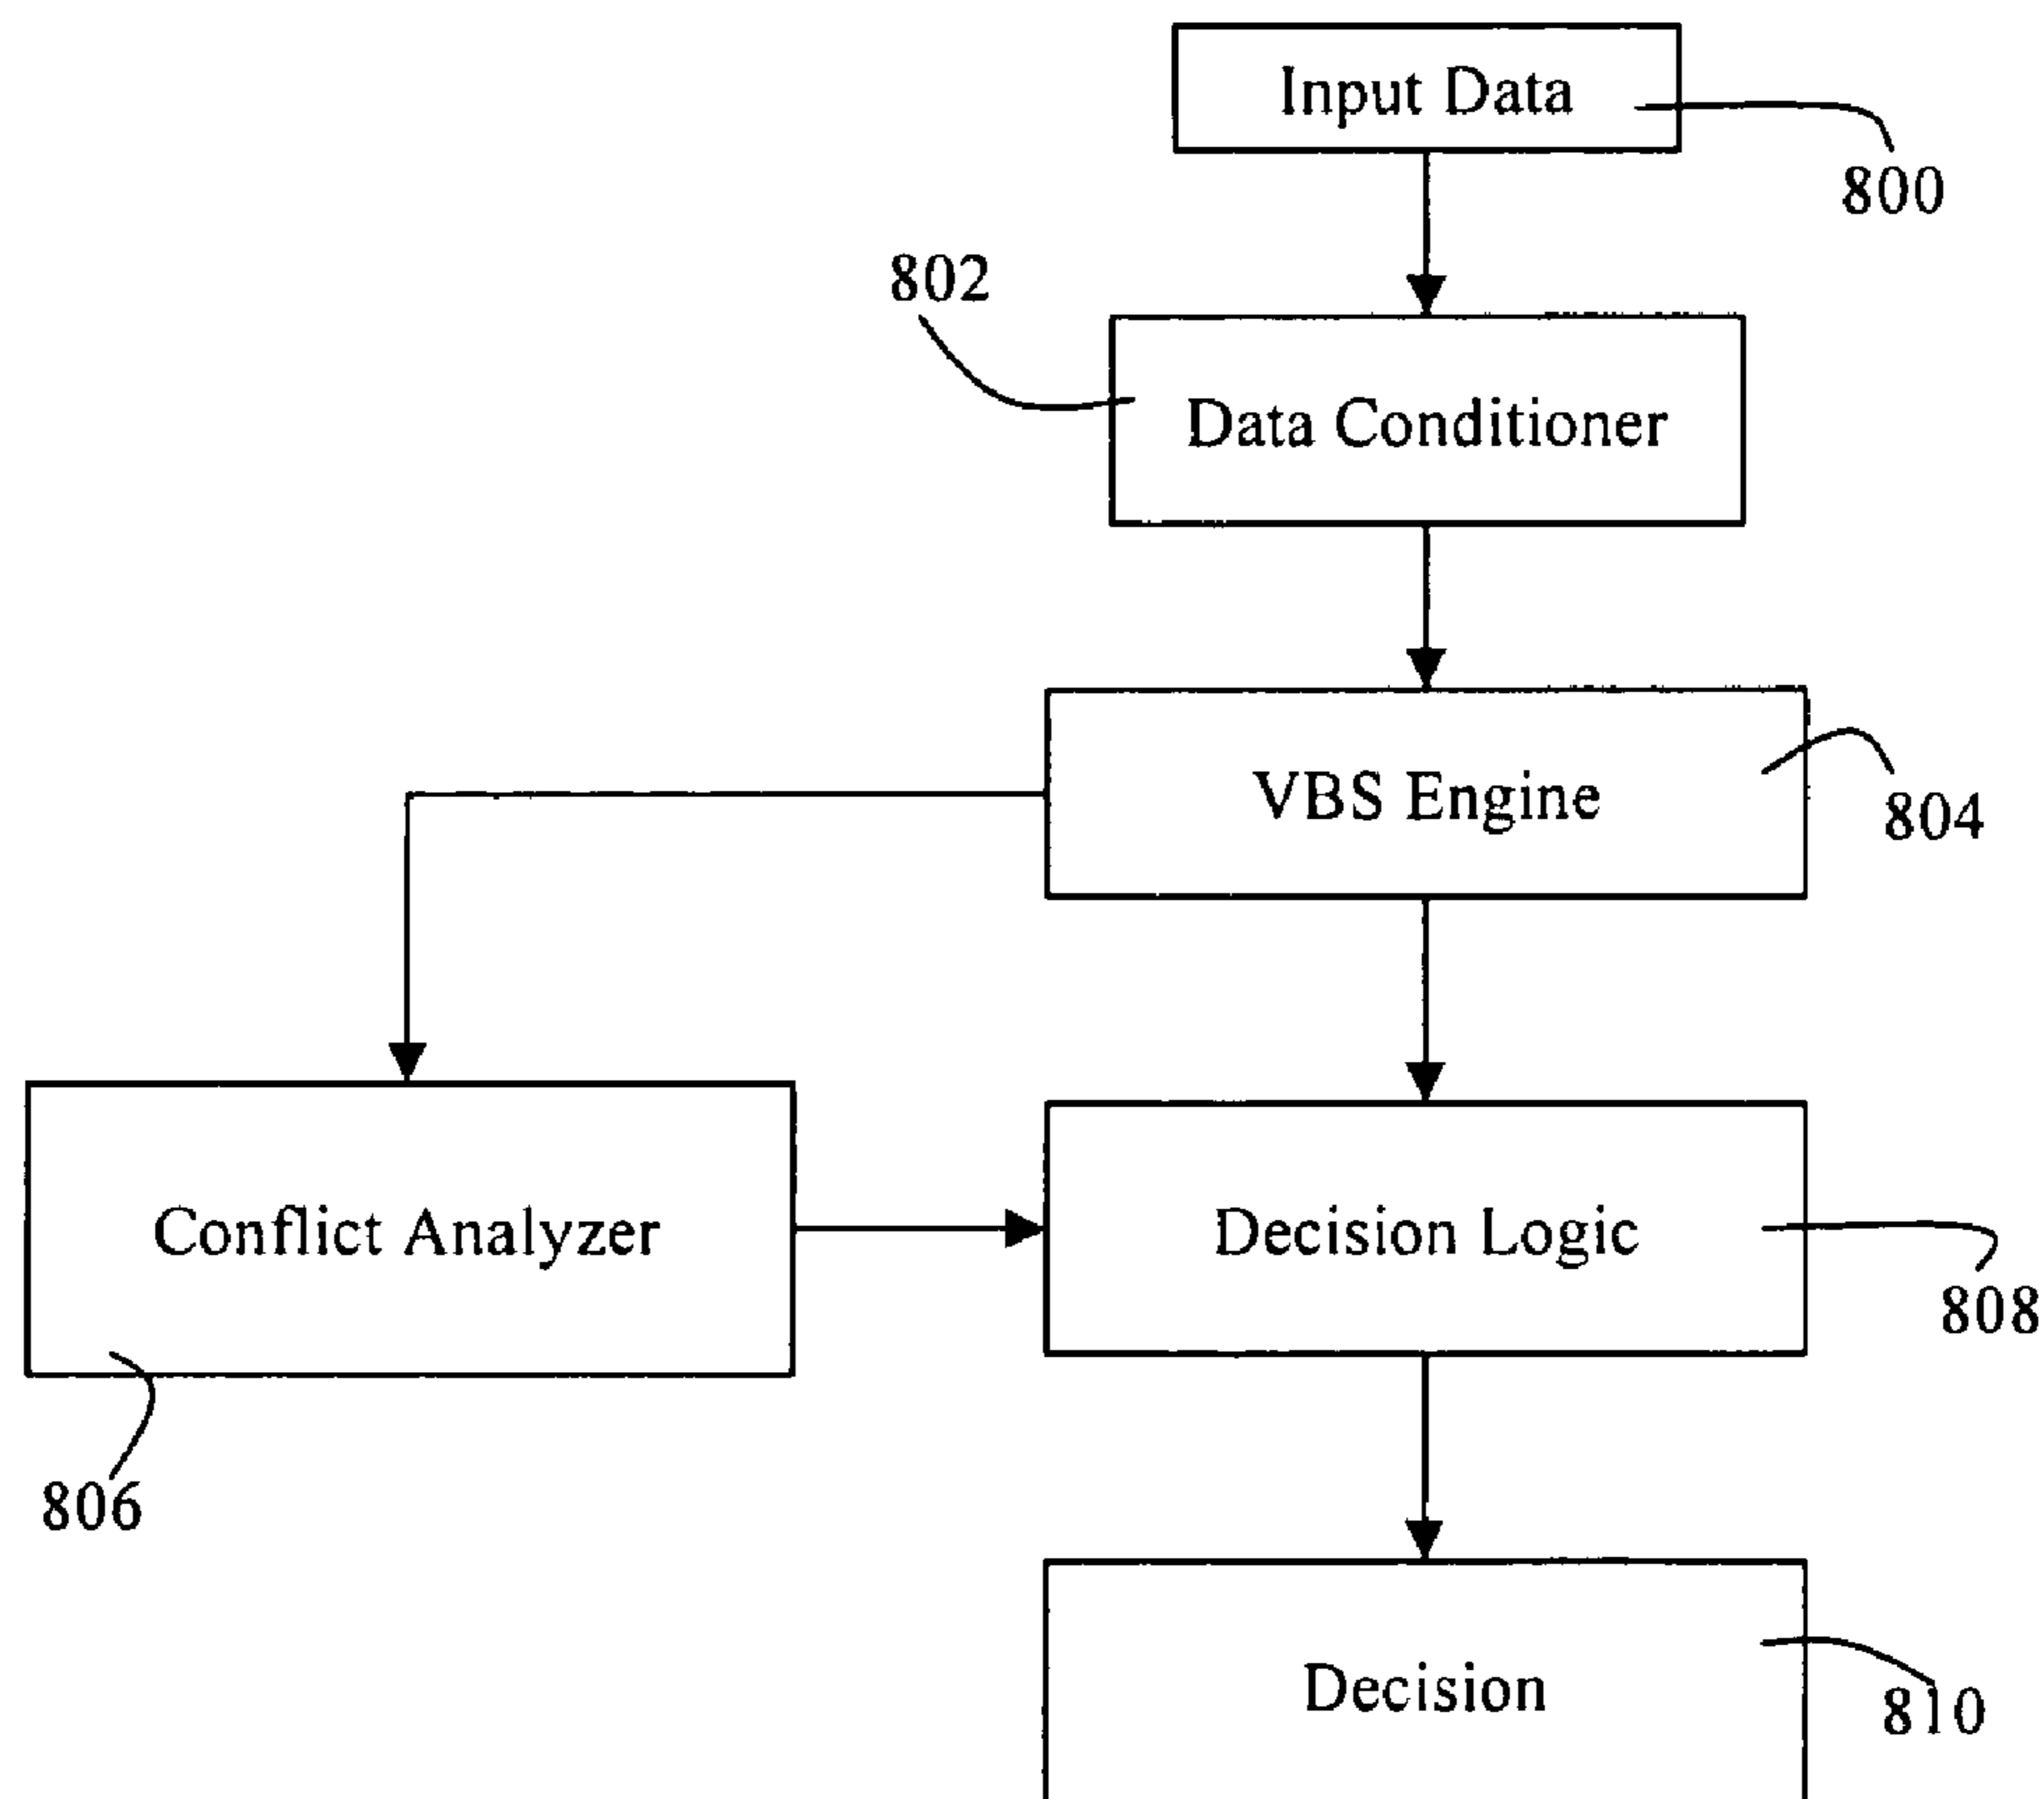 Input Data
800
802
Data Conditioner
VBS Engine
804
Conflict Analyzer
Decision Logic
808
806
Decision
810